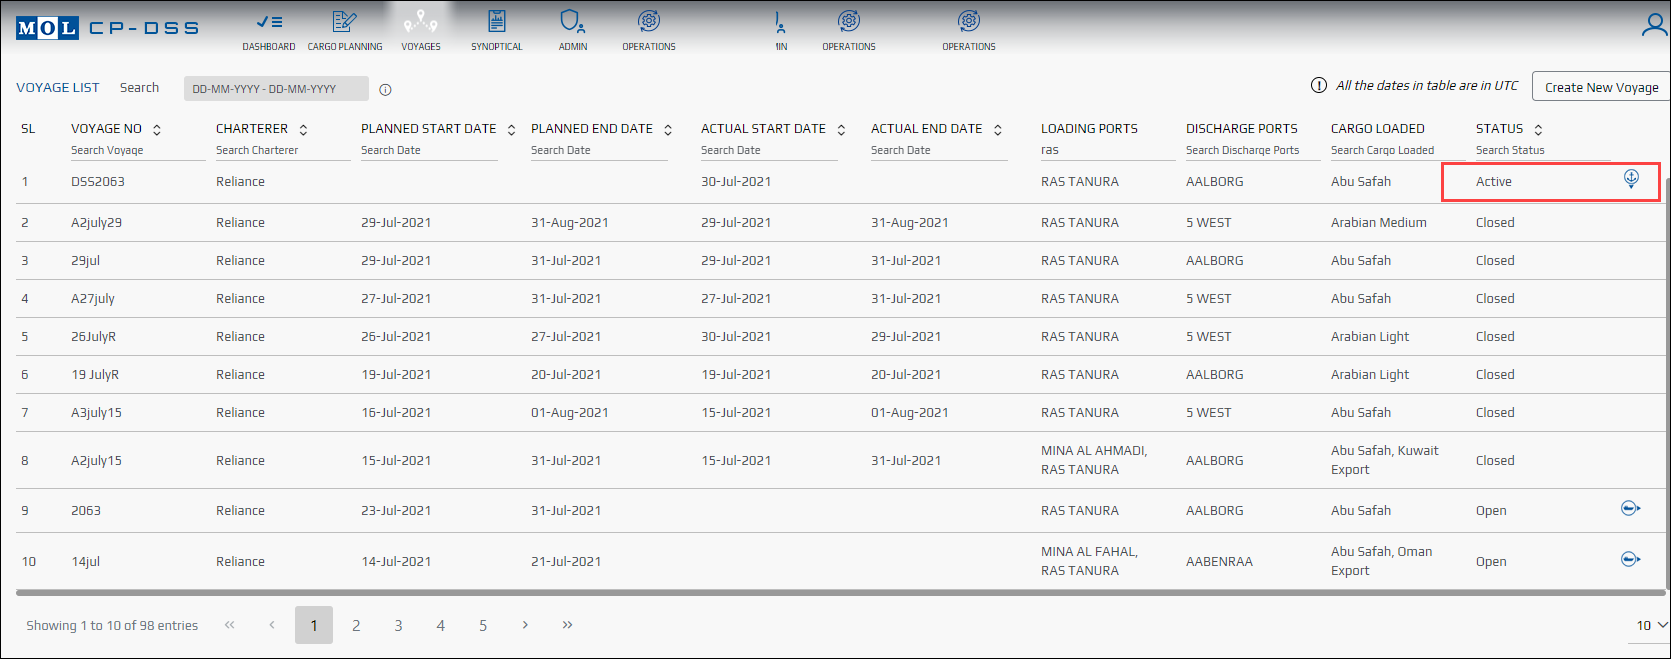 MOL CP-DSS
DASHBOARD CARGO PLANNING VOYAGES SYNOPTICAL ADMIN OPERATIONS IIN OPERATIONS OPERATIONS
VOYAGE LIST Search DD-MM-YYYY - DD-MM-YYYY All the dates in table are in UTC Create New Voyage
SL VOYAGE NO CHARTERER PLANNED START DATE PLANNED END DATE ACTUAL START DATE ACTUAL END DATE LOADING PORTS DISCHARGE PORTS CARGO LOADED STATUS
Search Voyage Search Charterer Search Date Search Date Search Date Search Date ras Search Discharge Ports Search Cargo Loaded Search Status
1 DSS2063 Reliance 30-Jul-2021 RAS TANURA AALBORG Abu Safah Active
2 A2july29 Reliance 29-Jul-2021 31-Aug-2021 29-Jul-2021 31-Aug-2021 RAS TANURA 5 WEST Arabian Medium Closed
3 29jul Reliance 29-Jul-2021 31-Jul-2021 29-Jul-2021 31-Jul-2021 RAS TANURA AALBORG Abu Safah Closed
4 A27july Reliance 27-Jul-2021 31-Jul-2021 27-Jul-2021 31-Jul-2021 RAS TANURA 5 WEST Abu Safah Closed
5 26JulyR Reliance 26-Jul-2021 27-Jul-2021 30-Jul-2021 29-Jul-2021 RAS TANURA 5 WEST Arabian Light Closed
6 19 JulyR Reliance 19-Jul-2021 20-Jul-2021 19-Jul-2021 20-Jul-2021 RAS TANURA AALBORG Arabian Light Closed
7 A3july15 Reliance 16-Jul-2021 01-Aug-2021 15-Jul-2021 01-Aug-2021 RAS TANURA 5 WEST Abu Safah Closed
8 A2july15 Reliance 15-Jul-2021 31-Jul-2021 15-Jul-2021 31-Jul-2021 MINA AL AHMADI, AALBORG Abu Safah, Kuwait Closed
RAS TANURA Export
9 2063 Reliance 23-Jul-2021 31-Jul-2021 RAS TANURA AALBORG Abu Safah Open
10 14jul Reliance 14-Jul-2021 21-Jul-2021 MINA AL FAHAL, AABENRAA Abu Safah, Oman Open
RAS TANURA Export
Showing 1 to 10 of 98 entries << < 1 2 3 4 5 > >> 10